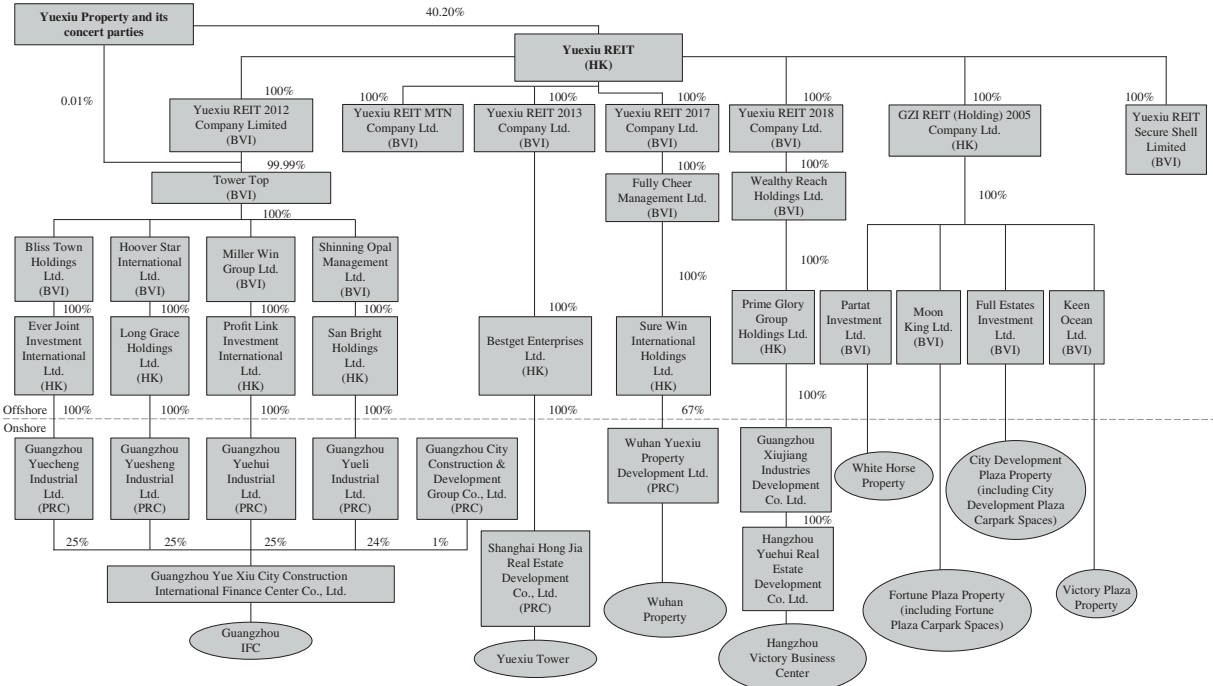 Yuexiu Property and its
concert parties
40.20%
Yuexiu REIT
(HK)
0.01%
100%
100%
100%
100%
100%
100%
100%
Yuexiu REIT 2012
Company Limited
(BVI)
Yuexiu REIT MTN
Company Ltd.
(BVI)
Yuexiu REIT 2013
Company Ltd.
(BVI)
Yuexiu REIT 2017
Company Ltd.
(BVI)
Yuexiu REIT 2018
Company Ltd.
(BVI)
GZI REIT (Holding) 2005
Company Ltd.
(HK)
Yuexiu REIT
Secure Shell
Limited
(BVI)
99.99%
100%
100%
Tower Top
(BVI)
Fully Cheer
Management Ltd.
(BVI)
Wealthy Reach
Holdings Ltd.
(BVI)
100%
100%
Bliss Town
Holdings
Ltd.
(BVI)
Hoover Star
International
Ltd.
(BVI)
Miller Win
Group Ltd.
(BVI)
Shinning Opal
Management
Ltd.
(BVI)
100%
100%
100%
100%
100%
100%
100%
Ever Joint
Investment
International
Ltd.
(HK)
Long Grace
Holdings
Ltd.
(HK)
Profit Link
Investment
International
Ltd.
(HK)
San Bright
Holdings
Ltd.
(HK)
Bestget Enterprises
Ltd.
(HK)
Sure Win
International
Holdings
Ltd.
(HK)
Prime Glory
Group
Holdings Ltd.
(HK)
Partat
Investment
Ltd.
(BVI)
Moon
King Ltd.
(BVI)
Full Estates
Investment Ltd.
(BVI)
Keen
Ocean
Ltd.
(BVI)
Offshore
100%
100%
100%
100%
100%
67%
100%
Onshore
Guangzhou
Yuecheng
Industrial
Ltd.
(PRC)
Guangzhou
Yuesheng
Industrial
Ltd.
(PRC)
Guangzhou
Yuehui
Industrial
Ltd.
(PRC)
Guangzhou
Yueli
Industrial
Ltd.
(PRC)
Guangzhou City
Construction &
Development
Group Co., Ltd.
(PRC)
Wuhan Yuexiu
Property
Development Ltd.
(PRC)
Guangzhou
Xiujiang
Industries
Development
Co. Ltd.
White Horse
Property
City Development
Plaza Property
(including City
Development Plaza
Carpark Spaces)
100%
25%
25%
25%
24%
1%
Shanghai Hong Jia
Real Estate
Development
Co., Ltd.
(PRC)
Hangzhou
Yuehui Real
Estate
Development
Co. Ltd.
Guangzhou Yue Xiu City Construction
International Finance Center Co., Ltd.
Wuhan
Property
Fortune Plaza Property
(including Fortune
Plaza Carpark Spaces)
Victory Plaza
Property
Guangzhou
IFC
Yuexiu Tower
Hangzhou
Victory Business
Center